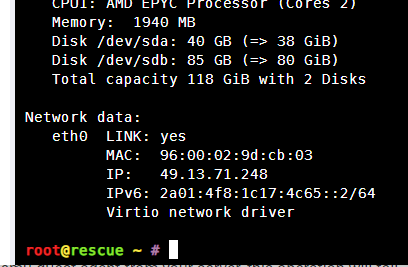 CPU1: AMD EPYC Processor (Cores 2)
Memory: 1940 MB
Disk /dev/sda: 40 GB (=> 38 GiB)
Disk /dev/sdb: 85 GB (=> 80 GiB)
Total capacity 118 GiB with 2 Disks
Network data:
eth0 LINK: yes
MAC: 96:00:02:9d:cb:03
IP: 49.13.71.248
IPv6: 2a01:4f8:1c17:4c65::2/64
Virtio network driver
root@rescue ~ #